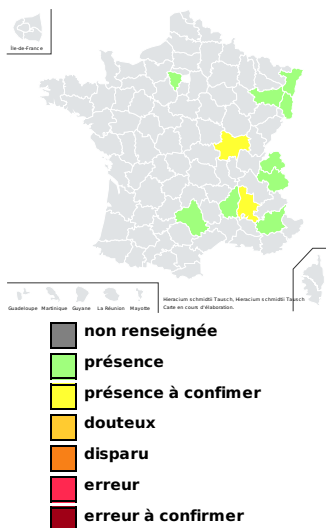 Île-de-France
Guadeloupe Martinique Guyane La Réunion Mayotte
Hieracium schmidtii Tausch, Hieracium schmidtii Tausch
Carte en cours d'élaboration.
non renseignée
présence
présence à confimer
douteux
disparu
erreur
erreur à confirmer